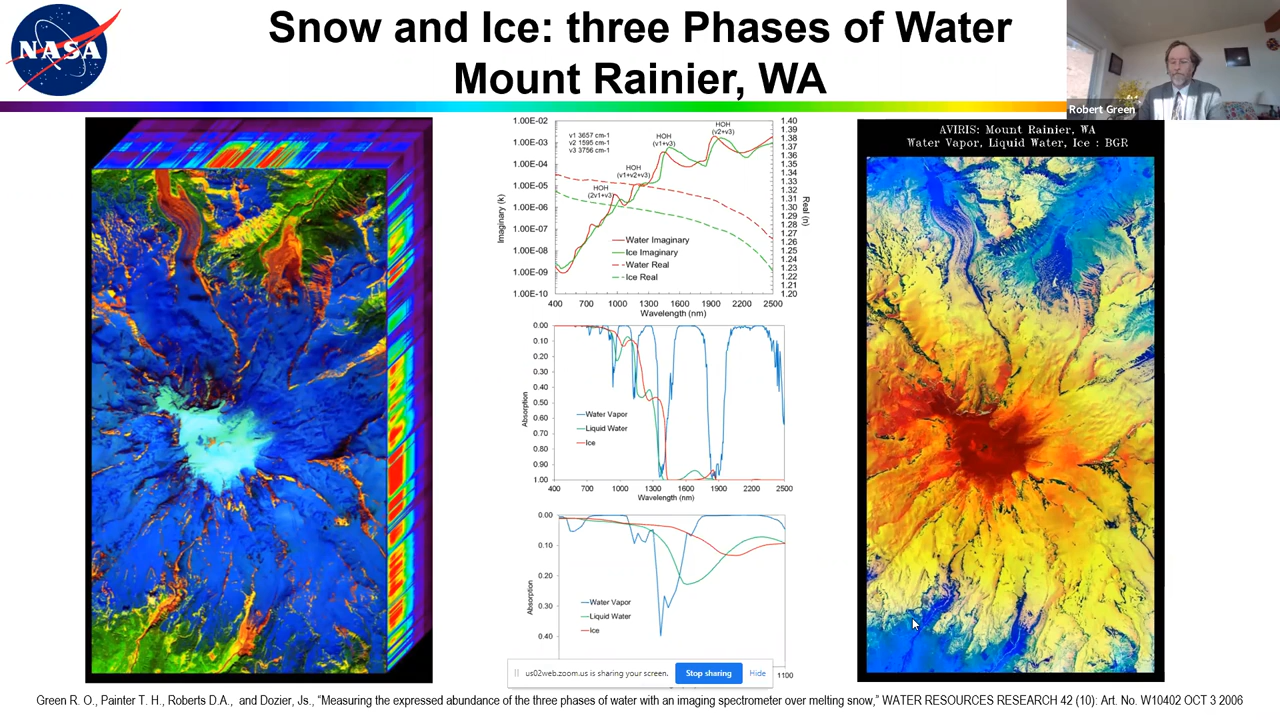 NASA
Snow and Ice: three Phases of Water
Mount Rainier, WA
Robert Green
1.00E-02
1.00E-03
1.00E-04
1.00E-05
1.00E-06
1.00E-07
1.00E-08
1.00E-09
1.00E-10
Imaginary (k)
v1 3657 cm-1
v2 1595 cm-1
v3 3756 cm-1
HOH
(2v1+v3)
HOH
(v1+v2+v3)
HOH
(v1+v3)
HOH
(v2+v3)
Water Imaginary
Ice Imaginary
Water Real
Ice Real
1.40
1.39
1.38
1.37
1.36
1.35
1.34
1.33
1.32
1.31
1.30
1.29
1.28
1.27
1.26
1.25
1.24
1.23
1.22
1.21
1.20
Real (n)
400 700 1000 1300 1600 1900 2200 2500
Wavelength (nm)
0.00
0.10
0.20
0.30
0.40
0.50
0.60
0.70
0.80
0.90
1.00
Absorption
Water Vapor
Liquid Water
Ice
400 700 1000 1300 1600 1900 2200 2500
Wavelength (nm)
0.00
0.10
0.20
0.30
0.40
Absorption
Water Vapor
Liquid Water
Ice
1100
us02web.zoom.us is sharing your screen.
Stop sharing
Hide
AVIRIS: Mount Rainier, WA
Water Vapor, Liquid Water, Ice : BGR
Green R. O., Painter T. H., Roberts D.A., and Dozier, Js., “Measuring the expressed abundance of the three phases of water with an imaging spectrometer over melting snow,” WATER RESOURCES RESEARCH 42 (10): Art. No. W10402 OCT 3 2006